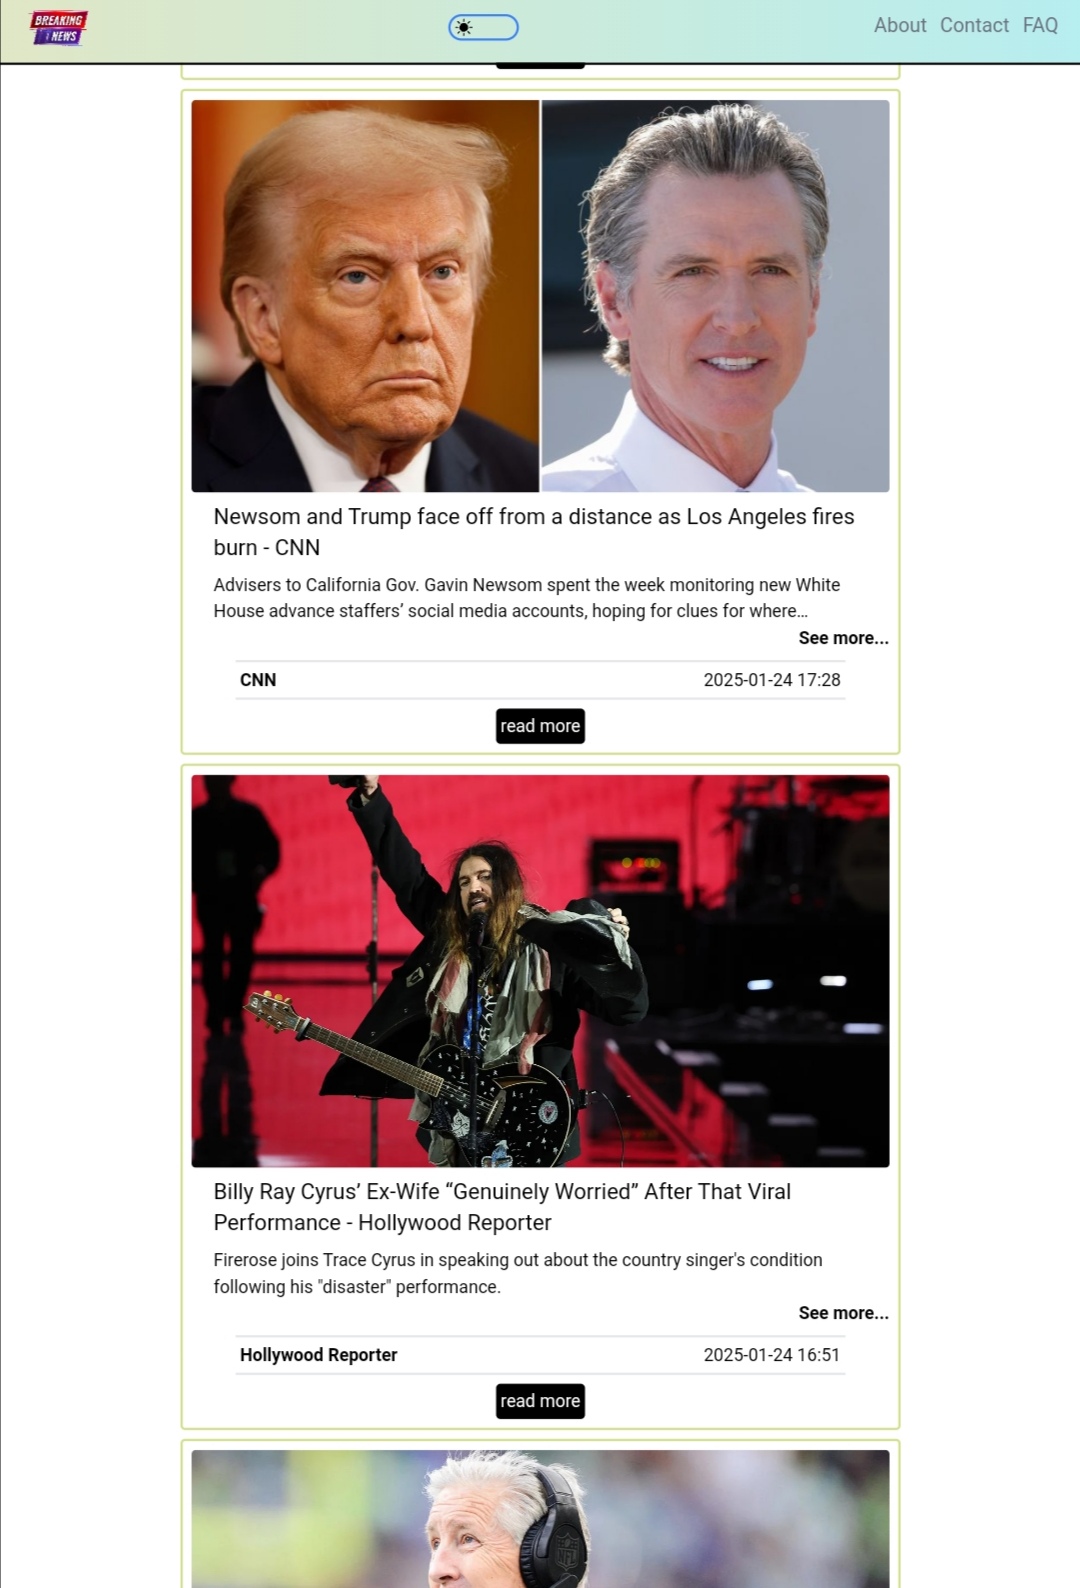 BREAKING
NEWS
About Contact FAQ
Newsom and Trump face off from a distance as Los Angeles fires
burn - CNN
Advisers to California Gov. Gavin Newsom spent the week monitoring new White
House advance staffers’ social media accounts, hoping for clues for where…
See more...
CNN 2025-01-24 17:28
read more
Billy Ray Cyrus’ Ex-Wife “Genuinely Worried” After That Viral
Performance - Hollywood Reporter
Firerose joins Trace Cyrus in speaking out about the country singer's condition
following his "disaster" performance.
See more...
Hollywood Reporter 2025-01-24 16:51
read more
NFL